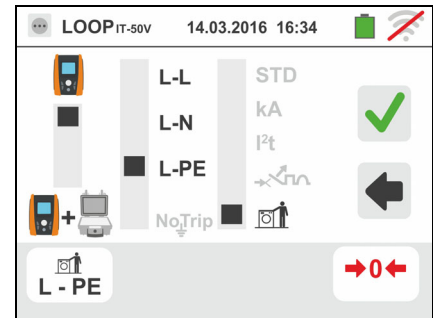 LOOP IT-50V 14.03.2016 16:34
L-L STD
L-N kA
I²t
L-PE
NoTrip
L - PE
→0←